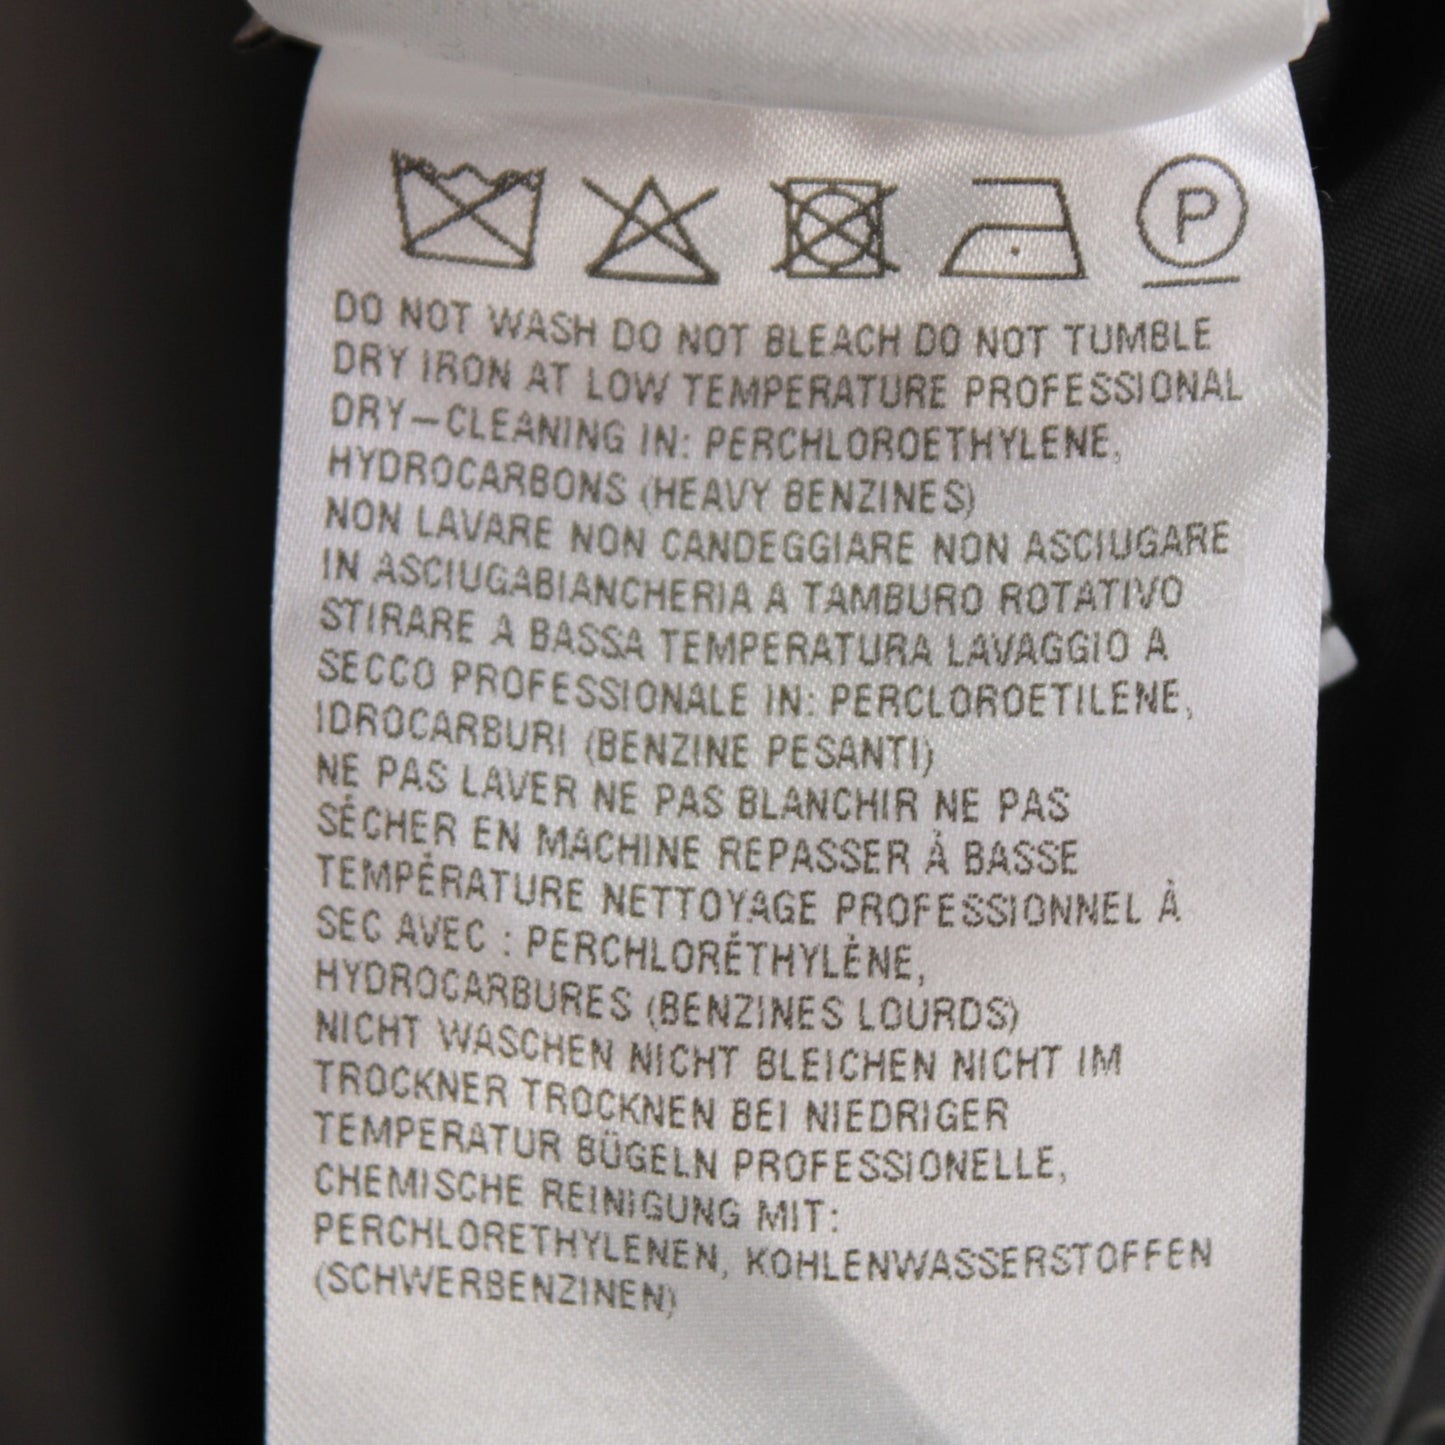 P
DO NOT WASH DO NOT BLEACH DO NOT TUMBLE
DRY IRON AT LOW TEMPERATURE PROFESSIONAL
DRY-CLEANING IN: PERCHLOROETHYLENE,
HYDROCARBONS (HEAVY BENZINES)
NON LAVARE NON CANDEGGIARE NON ASCIUGARE
IN ASCIUGABIANCHERIA A TAMBURO ROTATIVO
STIRARE A BASSA TEMPERATURA LAVAGGIO A
SECCO PROFESSIONALE IN: PERCLOROETILENE,
IDROCARBURI (BENZINE PESANTI)
NE PAS LAVER NE PAS BLANCHIR NE PAS
SÉCHER EN MACHINE REPASSER À BASSE
TEMPÉRATURE NETTOYAGE PROFESSIONNEL À
SEC AVEC : PERCHLORÉTHYLÈNE,
HYDROCARBURES (BENZINES LOURDS)
NICHT WASCHEN NICHT BLEICHEN NICHT IM
TROCKNER TROCKNEN BEI NIEDRIGER
TEMPERATUR BÜGELN PROFESSIONELLE,
CHEMISCHE REINIGUNG MIT:
PERCHLORETHYLENEN, KOHLENWASSERSTOFFEN
(SCHWERBENZINEN)